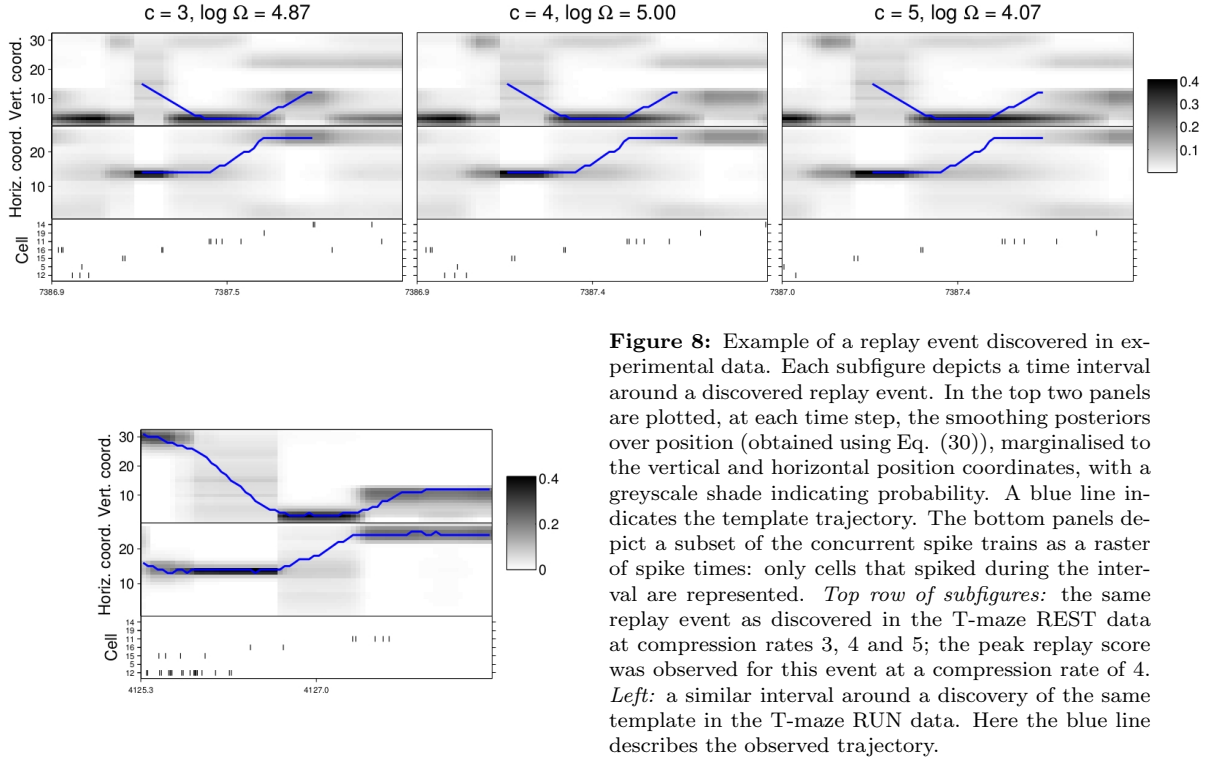 c = 3, log Ω = 4.87
c = 4, log Ω = 5.00
c = 5, log Ω = 4.07
Vert. coord.
30
20
10
Horiz. coord.
20
10
Cell
14
19
11
16
15
5
12
7386.9
7387.5
7386.9
7387.4
7387.0
7387.4
0.4
0.3
0.2
0.1
Vert. coord.
30
20
10
Horiz. coord.
20
10
Cell
14
19
11
16
15
5
12
4125.3
4127.0
0.4
0.2
0
Figure 8: Example of a replay event discovered in ex-
perimental data. Each subfigure depicts a time interval
around a discovered replay event. In the top two panels
are plotted, at each time step, the smoothing posteriors
over position (obtained using Eq. (30)), marginalised to
the vertical and horizontal position coordinates, with a
greyscale shade indicating probability. A blue line in-
dicates the template trajectory. The bottom panels de-
pict a subset of the concurrent spike trains as a raster
of spike times: only cells that spiked during the inter-
val are represented. Top row of subfigures: the same
replay event as discovered in the T-maze REST data
at compression rates 3, 4 and 5; the peak replay score
was observed for this event at a compression rate of 4.
Left: a similar interval around a discovery of the same
template in the T-maze RUN data. Here the blue line
describes the observed trajectory.